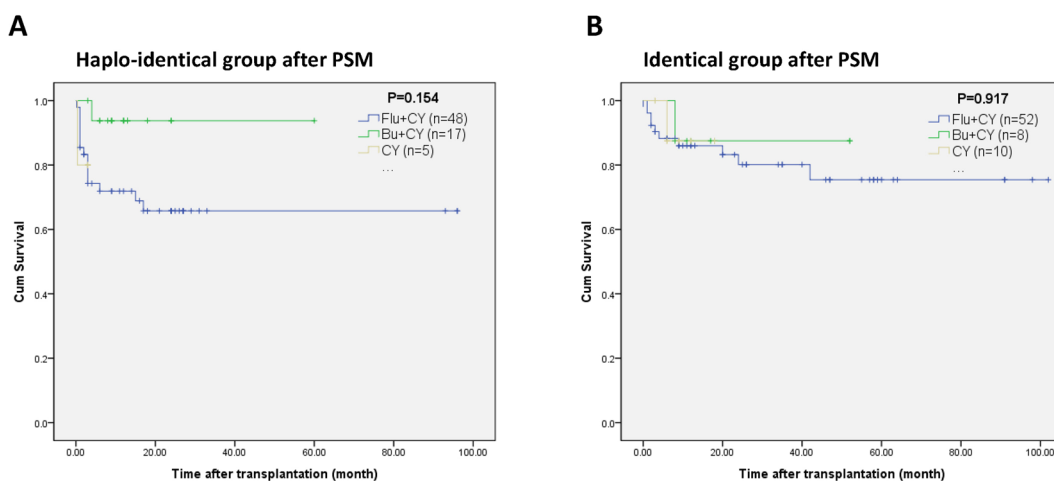 A
Haplo-identical group after PSM
P=0.154
Flu+CY (n=48)
Bu+CY (n=17)
CY (n=5)
...
Cum Survival
1.0
0.8
0.6
0.4
0.2
0.0
0.00 20.00 40.00 60.00 80.00 100.00
Time after transplantation (month)
B
Identical group after PSM
P=0.917
Flu+CY (n=52)
Bu+CY (n=8)
CY (n=10)
...
Cum Survival
1.0
0.8
0.6
0.4
0.2
0.0
0.00 20.00 40.00 60.00 80.00 100.00
Time after transplantation (month)